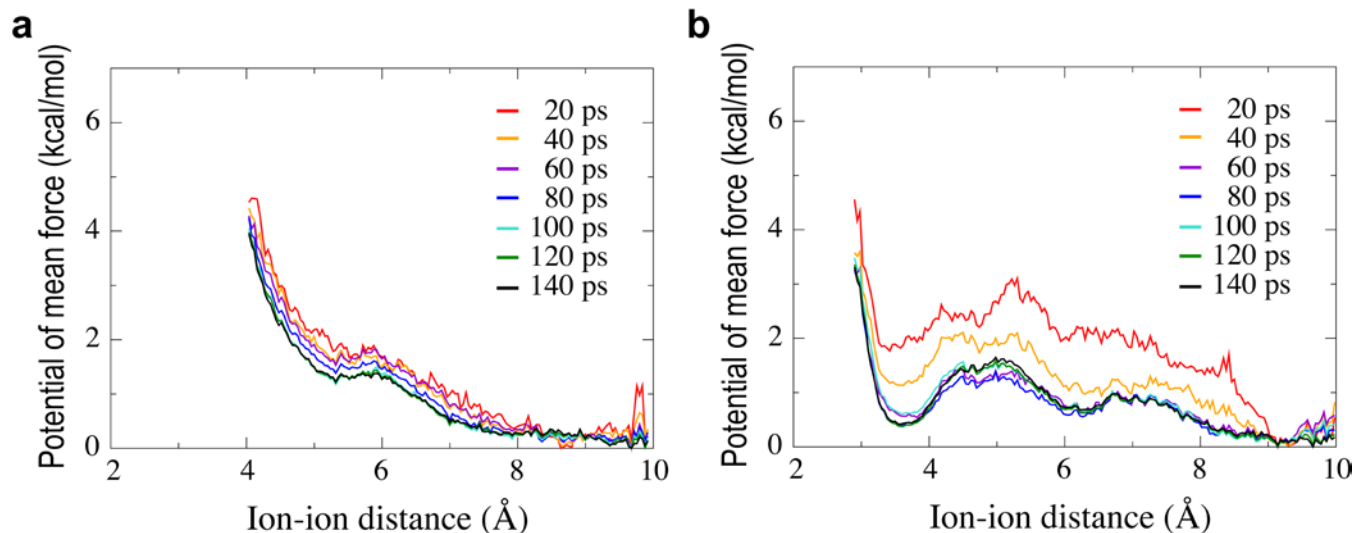 a
Potential of mean force (kcal/mol)
6
4
2
0
2
4
6
8
10
Ion-ion distance (Å)
20 ps
40 ps
60 ps
80 ps
100 ps
120 ps
140 ps
b
Potential of mean force (kcal/mol)
6
4
2
0
2
4
6
8
10
Ion-ion distance (Å)
20 ps
40 ps
60 ps
80 ps
100 ps
120 ps
140 ps